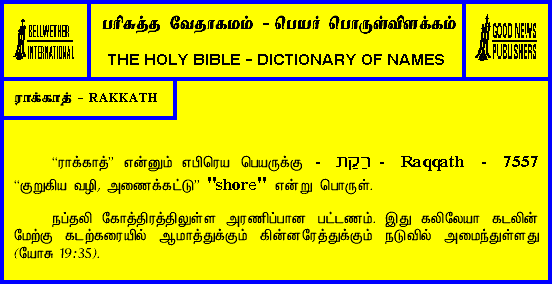 BELLWETHER
INTERNATIONAL
பரிசுத்த வேதாகமம் - பெயர் பொருள்விளக்கம்
THE HOLY BIBLE - DICTIONARY OF NAMES
GOOD NEWS
PUBLISHERS
ராக்காத் - RAKKATH
“ராக்காத்” என்னும் எபிரெய பெயருக்கு - רקת - Raqqath - 7557
“குறுகிய வழி, அணைக்கட்டு” "shore" என்று பொருள்.
நப்தலி கோத்திரத்திலுள்ள அரணிப்பான பட்டணம். இது கலிலேயா கடலின்
மேற்கு கடற்கரையில் ஆமாத்துக்கும் கின்னரேத்துக்கும் நடுவில் அமைந்துள்ளது
(யோசு 19:35).